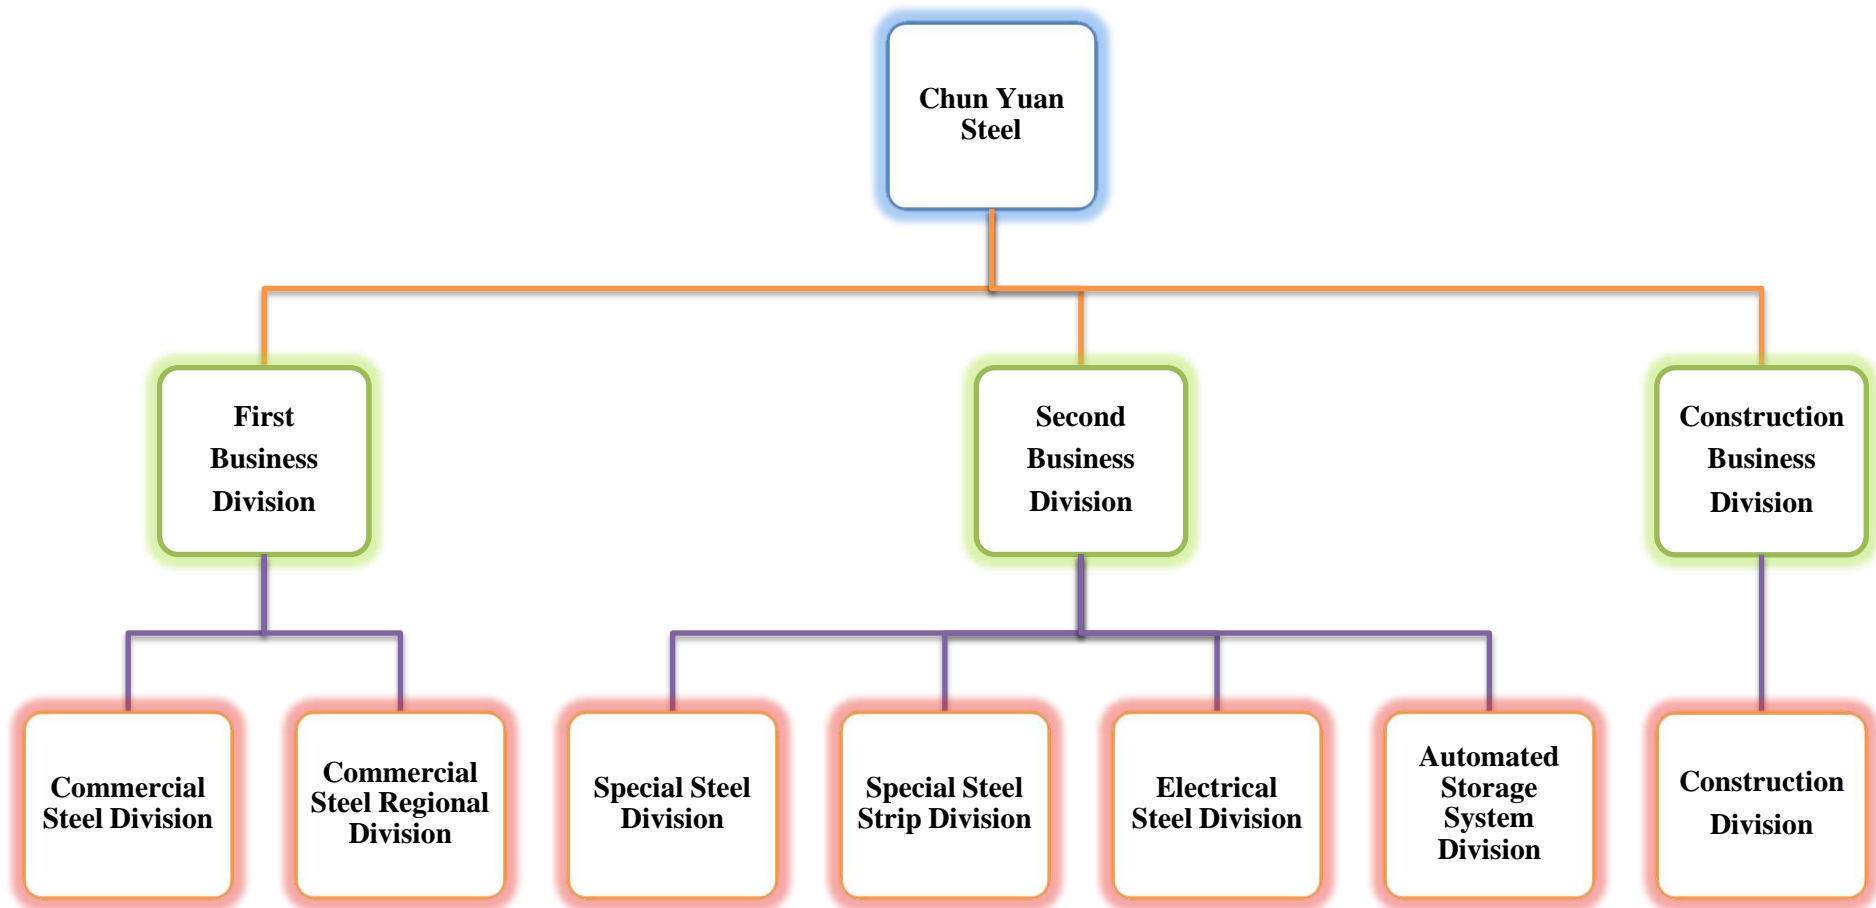 Chun Yuan
Steel
First
Business
Division
Second
Business
Division
Construction
Business
Division
Commercial
Steel Division
Commercial
Steel Regional
Division
Special Steel
Division
Special Steel
Strip Division
Electrical
Steel Division
Automated
Storage
System
Division
Construction
Division